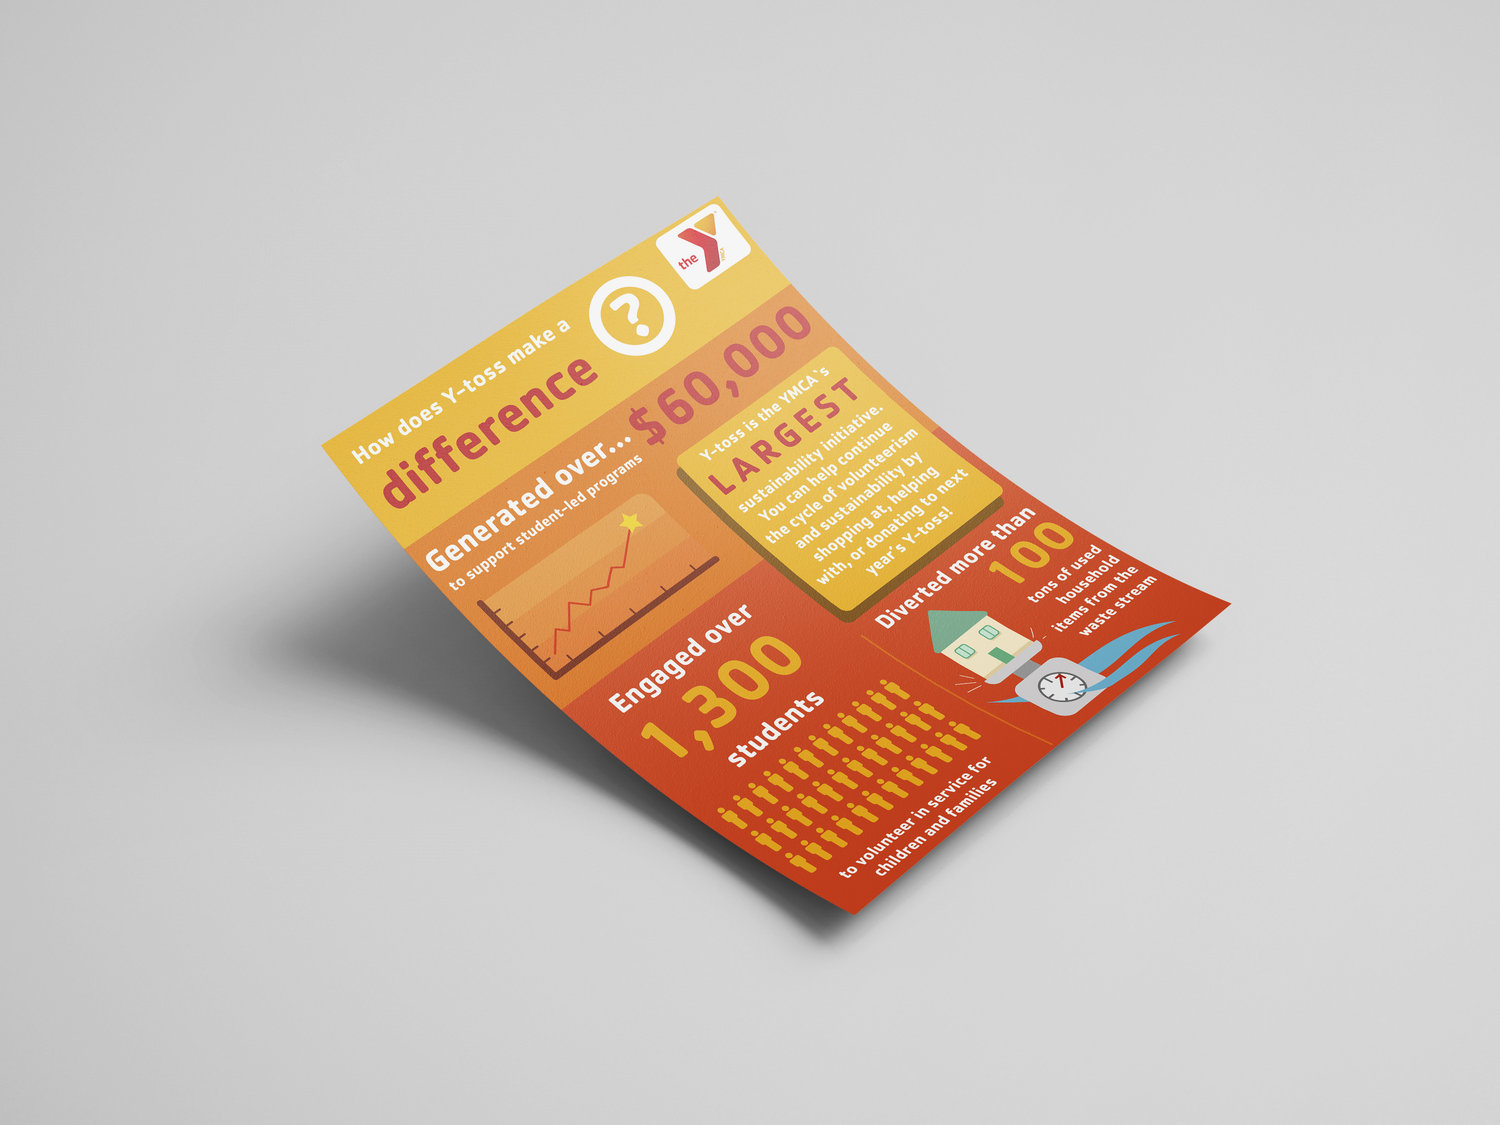 the
YMCA
How does Y-toss make a
difference
?
Generated over... $60,000
to support student-led programs
Y-toss is the YMCA`s
LARGEST
sustainability initiative.
You can help continue
the cycle of volunteerism
and sustainability by
shopping at, helping
with, or donating to next
year's Y-toss!
Engaged over
1,300
students
to volunteer in service for
children and families
Diverted more than
100
tons of used
household
items from the
waste stream